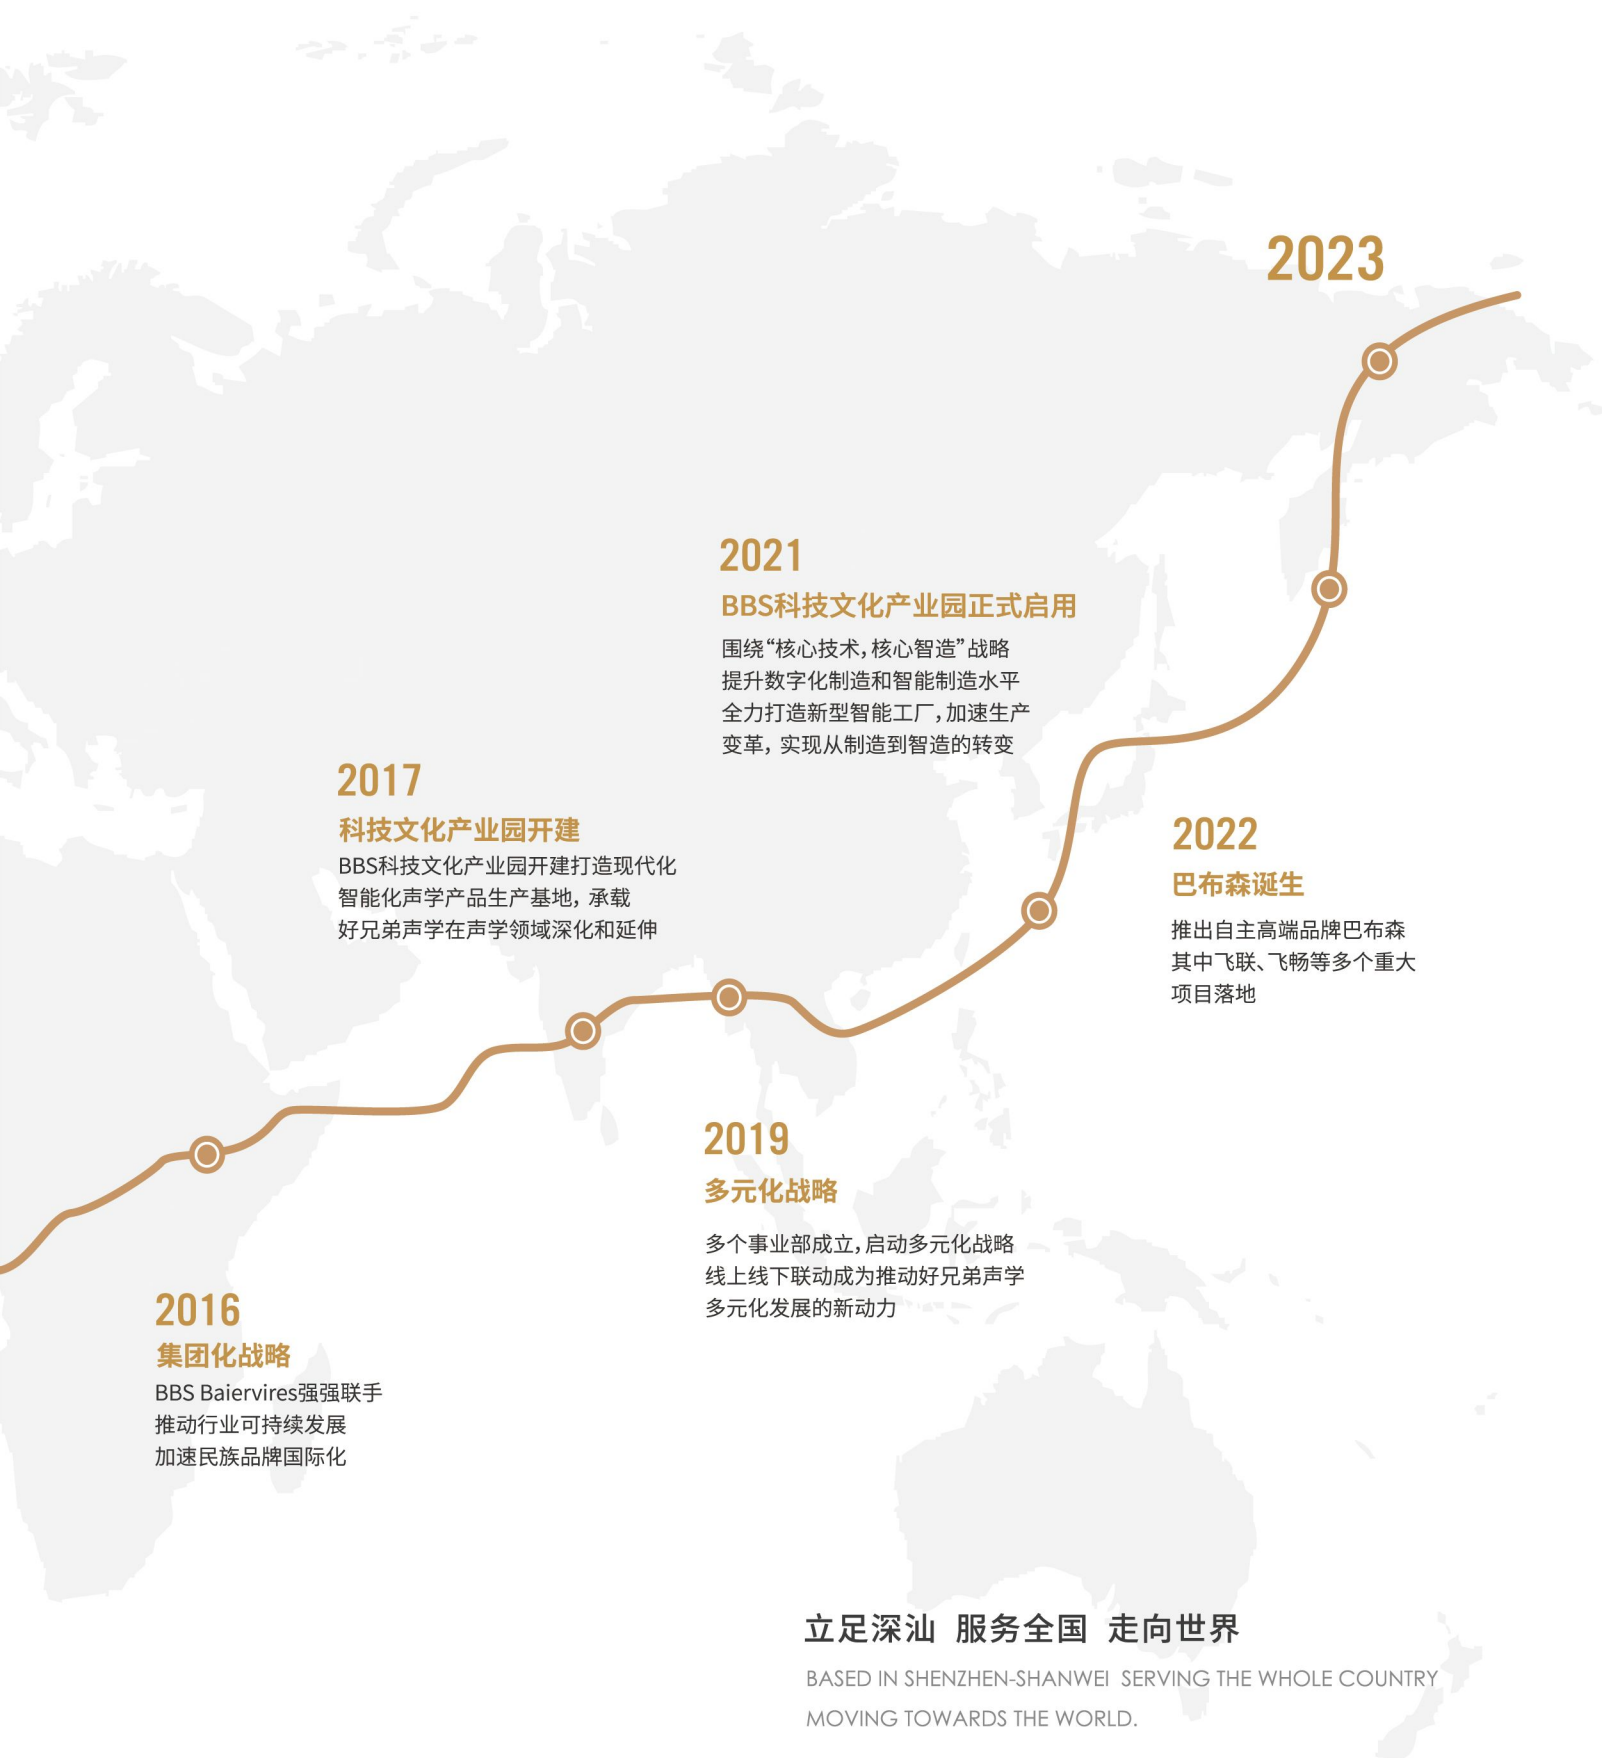 2023
2021
BBS科技文化产业园正式启用
围绕“核心技术,核心智造”战略
提升数字化制造和智能制造水平
全力打造新型智能工厂,加速生产
变革,实现从制造到智造的转变
2017
科技文化产业园开建
BBS科技文化产业园开建打造现代化
智能化声学产品生产基地,承载
好兄弟声学在声学领域深化和延伸
2022
巴布森诞生
推出自主高端品牌巴布森
其中飞联、飞畅等多个重大
项目落地
2019
多元化战略
多个事业部成立,启动多元化战略
线上线下联动成为推动好兄弟声学
多元化发展的新动力
2016
集团化战略
BBS Baiervires强强联手
推动行业可持续发展
加速民族品牌国际化
立足深汕 服务全国 走向世界
BASED IN SHENZHEN-SHANWEI SERVING THE WHOLE COUNTRY
MOVING TOWARDS THE WORLD.